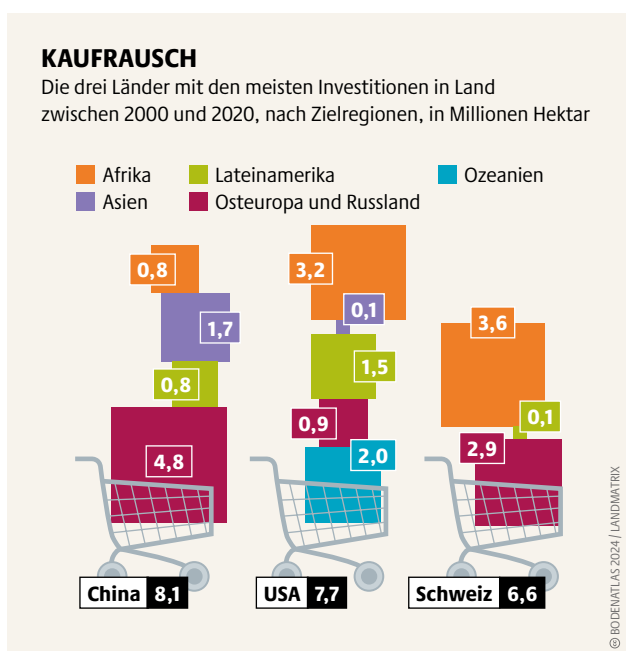 KAUFRAUSCH
Die drei Länder mit den meisten Investitionen in Land
zwischen 2000 und 2020, nach Zielregionen, in Millionen Hektar
Afrika
Lateinamerika
Ozeanien
Asien
Osteuropa und Russland
0,8
1,7
0,8
4,8
China 8,1
3,2
0,1
1,5
0,9
2,0
USA 7,7
3,6
0,1
2,9
Schweiz 6,6
🅭 BODENATLAS 2024 / LANDMATRIX